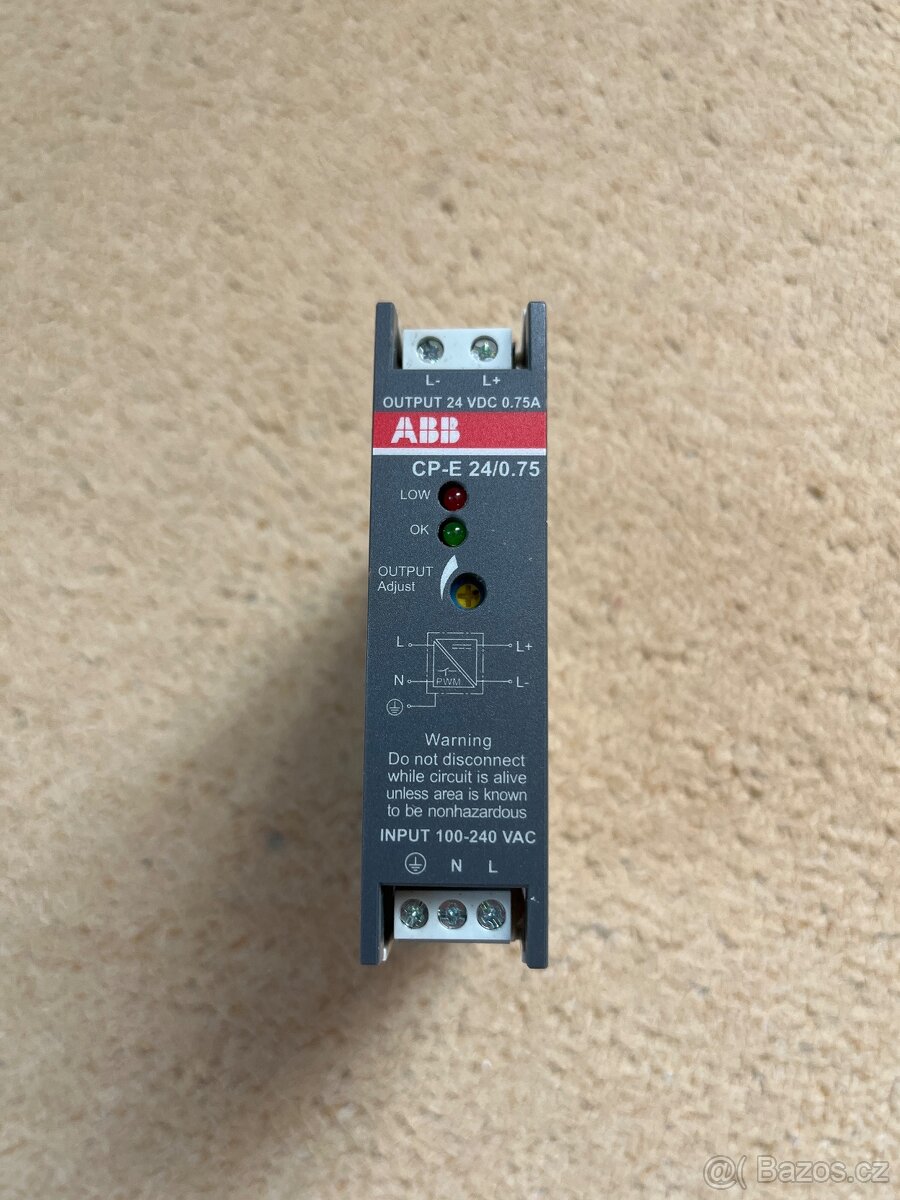 L- L+
OUTPUT 24 VDC 0.75A
ABB
CP-E 24/0.75
LOW
OK
OUTPUT
Adjust
L L+
N L-
PWM
Warning
Do not disconnect
while circuit is alive
unless area is known
to be nonhazardous
INPUT 100-240 VAC
N L
@( Bazos.cz